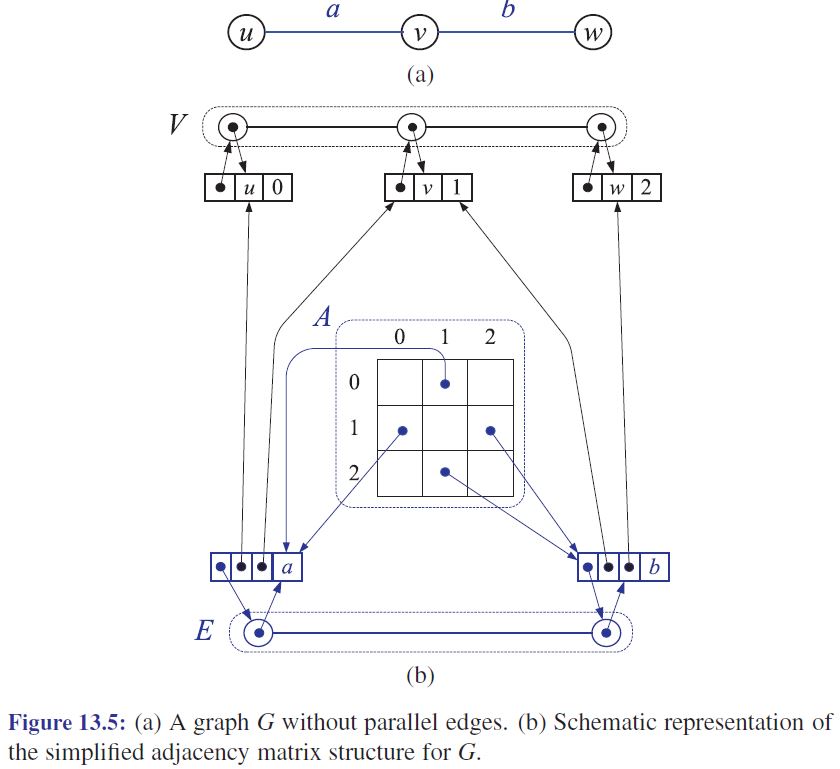 a b
u v w
(a)
V
u 0 v 1 w 2
A
0 1 2
0
1
2
a b
E
(b)
Figure 13.5: (a) A graph G without parallel edges. (b) Schematic representation of
the simplified adjacency matrix structure for G.